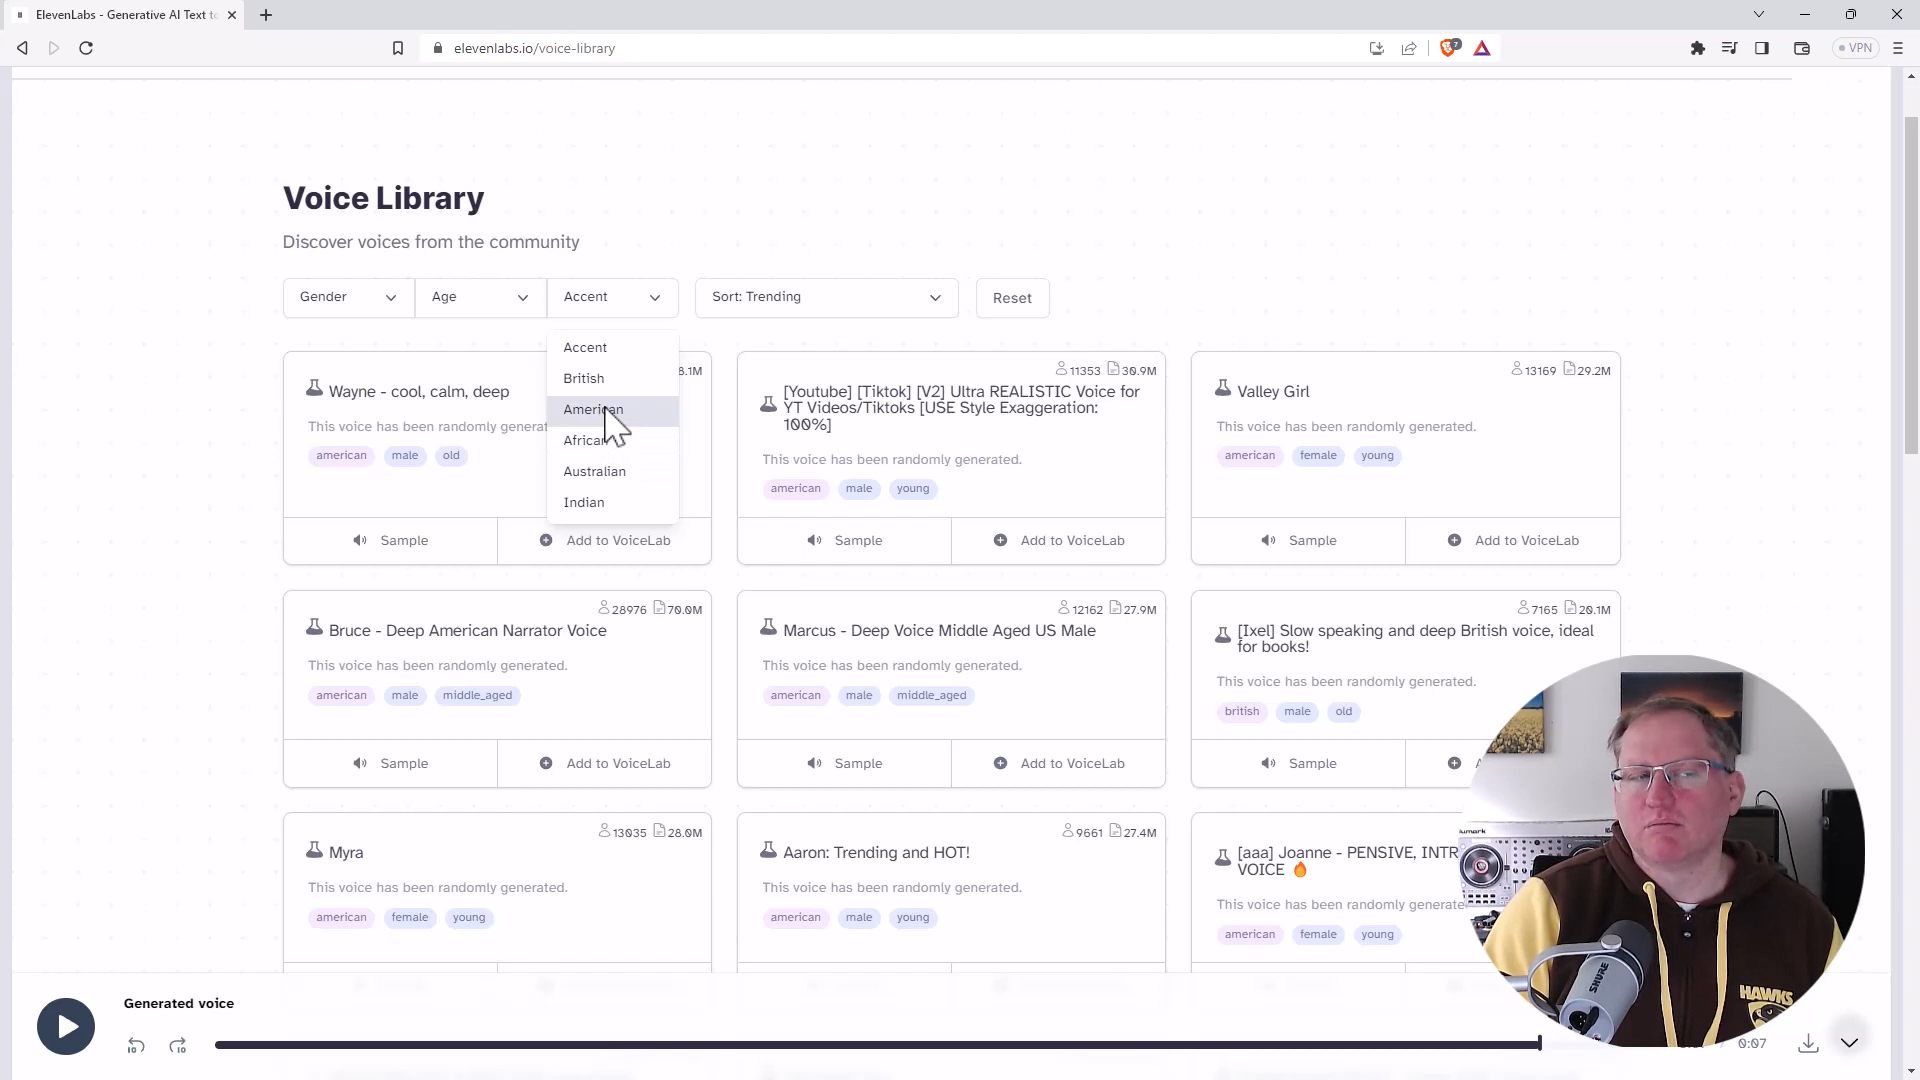 ElevenLabs - Generative AI Text to
elevenlabs.io/voice-library
7
VPN
Voice Library
Discover voices from the community
Gender
Age
Accent
Sort: Trending
Reset
Accent
British
American
African
Australian
Indian
8.1M
Wayne - cool, calm, deep
This voice has been randomly
american male old
Sample
Add to VoiceLab
11353 30.9M
[Youtube] [Tiktok] [V2] Ultra REALISTIC Voice for
YT Videos/Tiktoks [USE Style Exaggeration:
100%]
This voice has been randomly generated.
american male young
Sample
Add to VoiceLab
13169 29.2M
Valley Girl
This voice has been randomly generated.
american female young
Sample
Add to VoiceLab
28976 70.0M
Bruce - Deep American Narrator Voice
This voice has been randomly generated.
american male middle_aged
Sample
Add to VoiceLab
12162 27.9M
Marcus - Deep Voice Middle Aged US Male
This voice has been randomly generated.
american male middle_aged
Sample
Add to VoiceLab
7165 20.1M
[Ixel] Slow speaking and deep British voice, ideal
for books!
This voice has been randomly generated.
british male old
Sample
13035 28.0M
Myra
This voice has been randomly generated.
american female young
9661 27.4M
Aaron: Trending and HOT!
This voice has been randomly generated.
american male young
[aaa] Joanne - PENSIVE, INTR
VOICE 🔥
This voice has been randomly
american female young
numark
SHURE
HAWKS
Generated voice
0:07